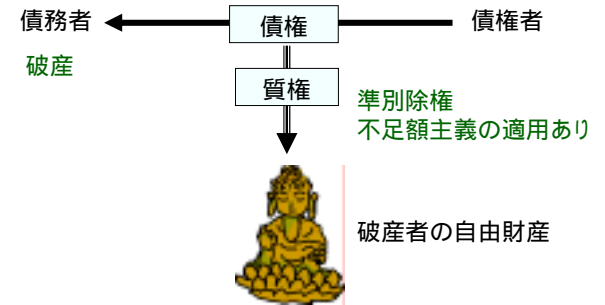 債務者
債権
債権者
破産
質権
準別除権
不足額主義の適用あり
破産者の自由財産